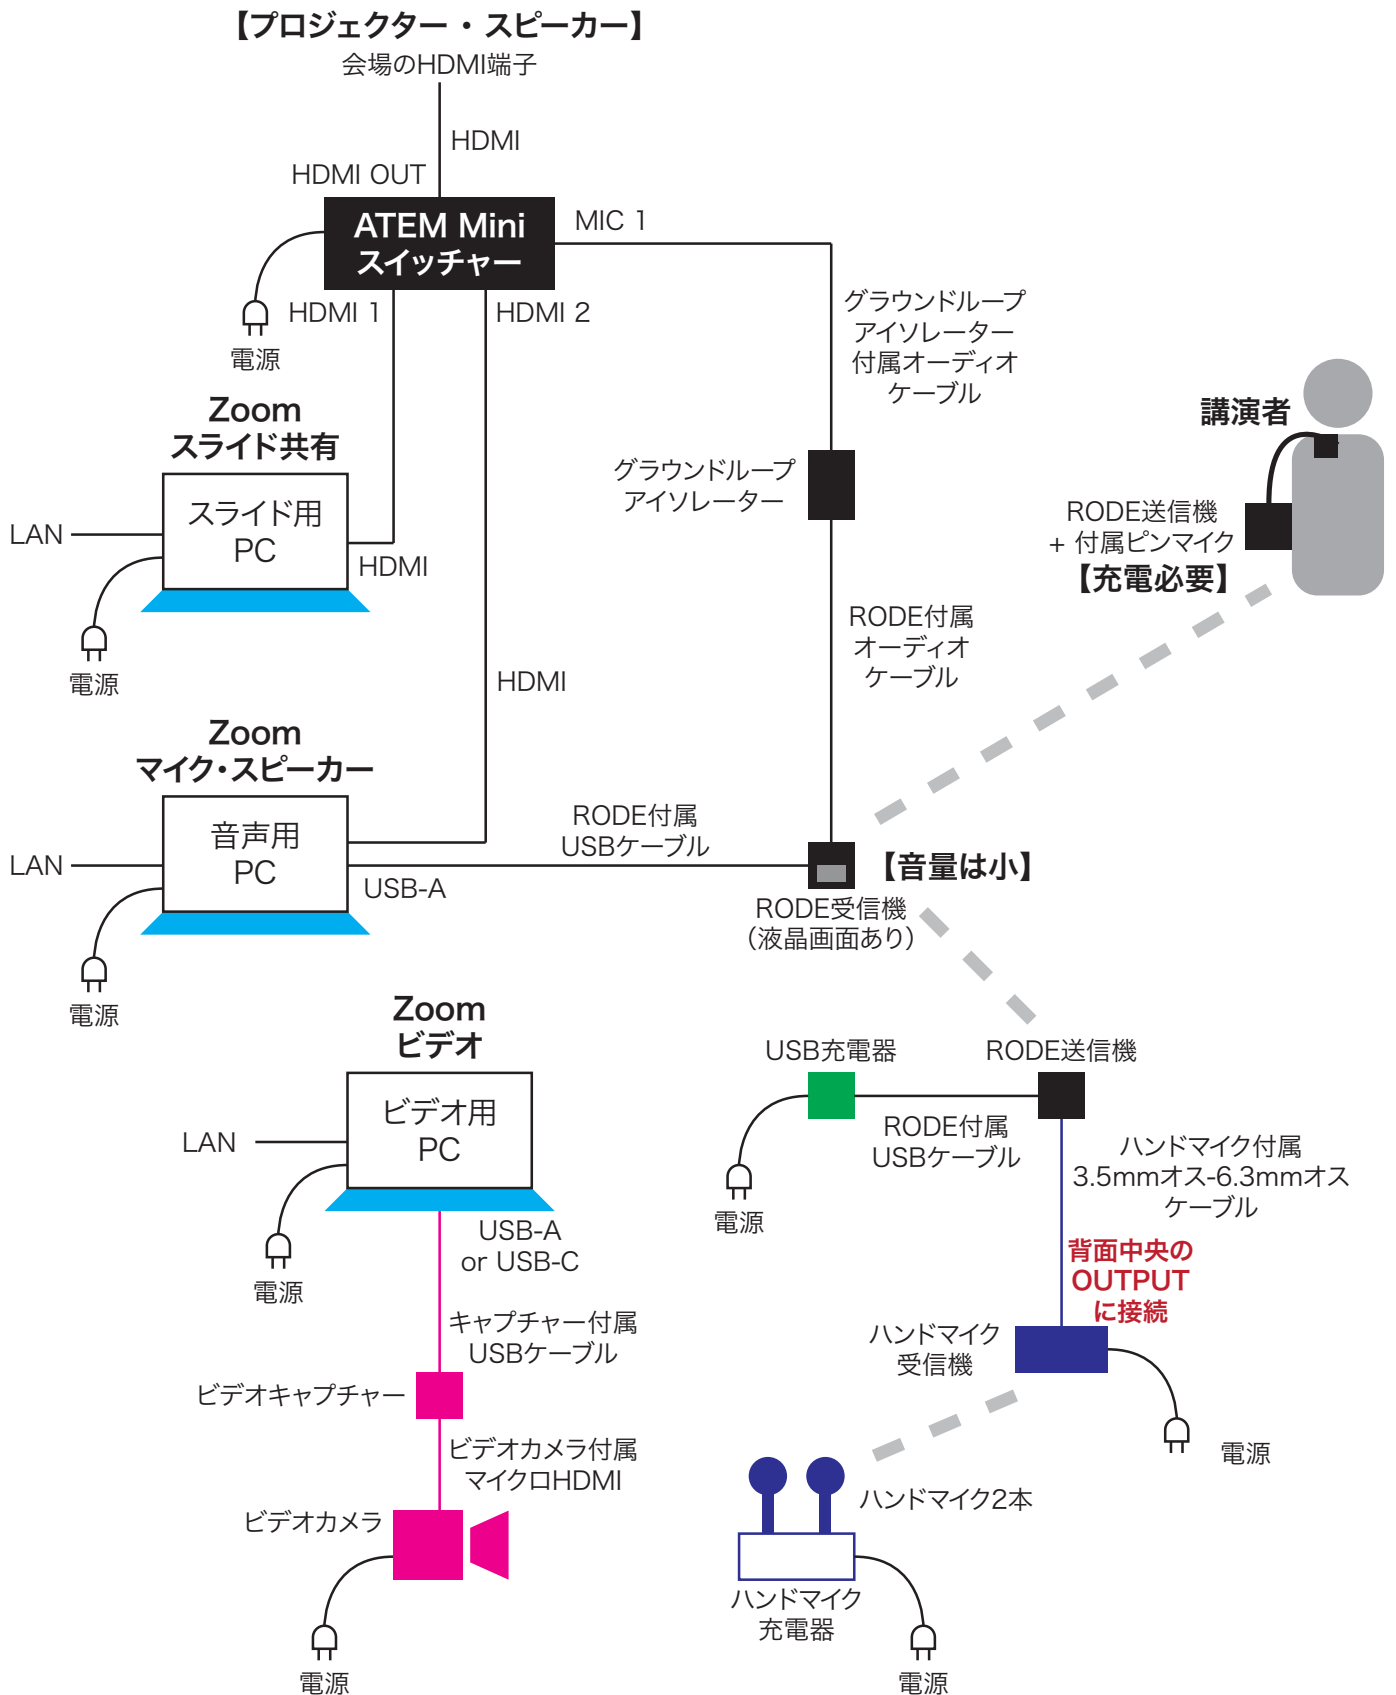 【プロジェクター・スピーカー】
会場のHDMI端子
HDMI
HDMI OUT
ATEM Mini
スイッチャー
MIC 1
HDMI 1
HDMI 2
電源
グラウンドループ
アイソレーター
付属オーディオ
ケーブル
Zoom
スライド共有
スライド用
PC
LAN
HDMI
電源
グラウンドループ
アイソレーター
講演者
RODE送信機
+ 付属ピンマイク
【充電必要】
RODE付属
オーディオ
ケーブル
HDMI
Zoom
マイク・スピーカー
音声用
PC
LAN
USB-A
電源
RODE付属
USBケーブル
【音量は小】
RODE受信機
（液晶画面あり）
Zoom
ビデオ
ビデオ用
PC
LAN
電源
USB-A
or USB-C
キャプチャー付属
USBケーブル
ビデオキャプチャー
ビデオカメラ付属
マイクロHDMI
ビデオカメラ
電源
USB充電器
RODE送信機
RODE付属
USBケーブル
電源
ハンドマイク付属
3.5mmオス-6.3mmオス
ケーブル
背面中央の
OUTPUT
に接続
ハンドマイク
受信機
電源
ハンドマイク2本
ハンドマイク
充電器
電源